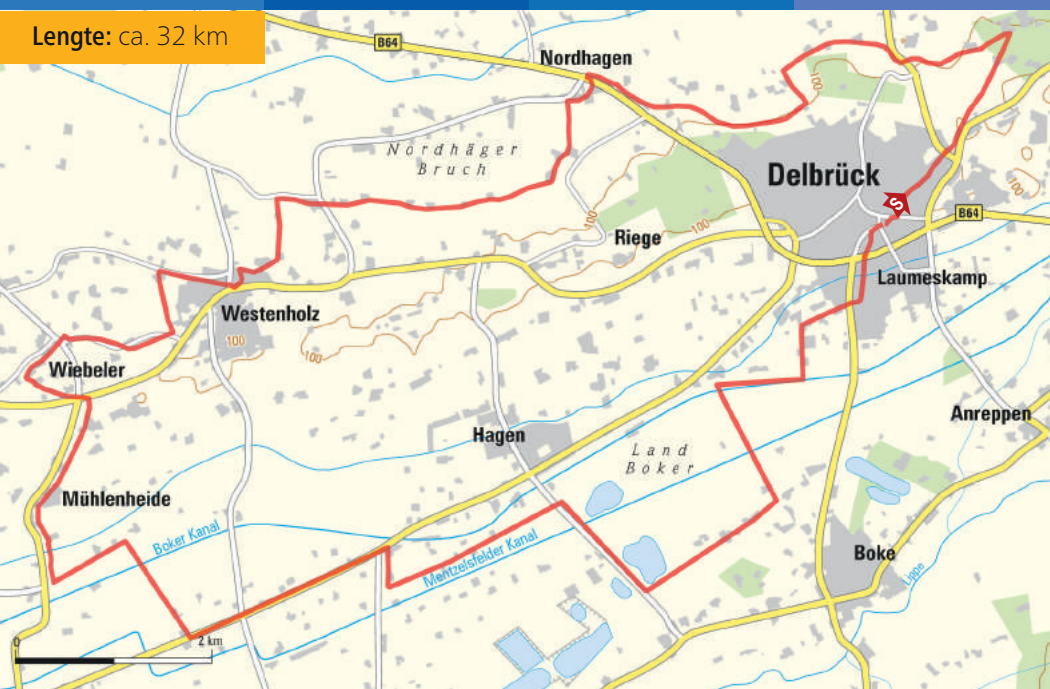 Lengte: ca. 32 km
B64
Nordhagen
100
Nordhäger
Bruch
Delbrück
S
100
B64
100
Riege
100
Laumeskamp
Westenholz
100
100
Wiebeler
Anreppen
Hagen
Land
Boker
Mühlenheide
Boker Kanal
Mentzelsfelder Kanal
Boke
Lippe
0
2 km